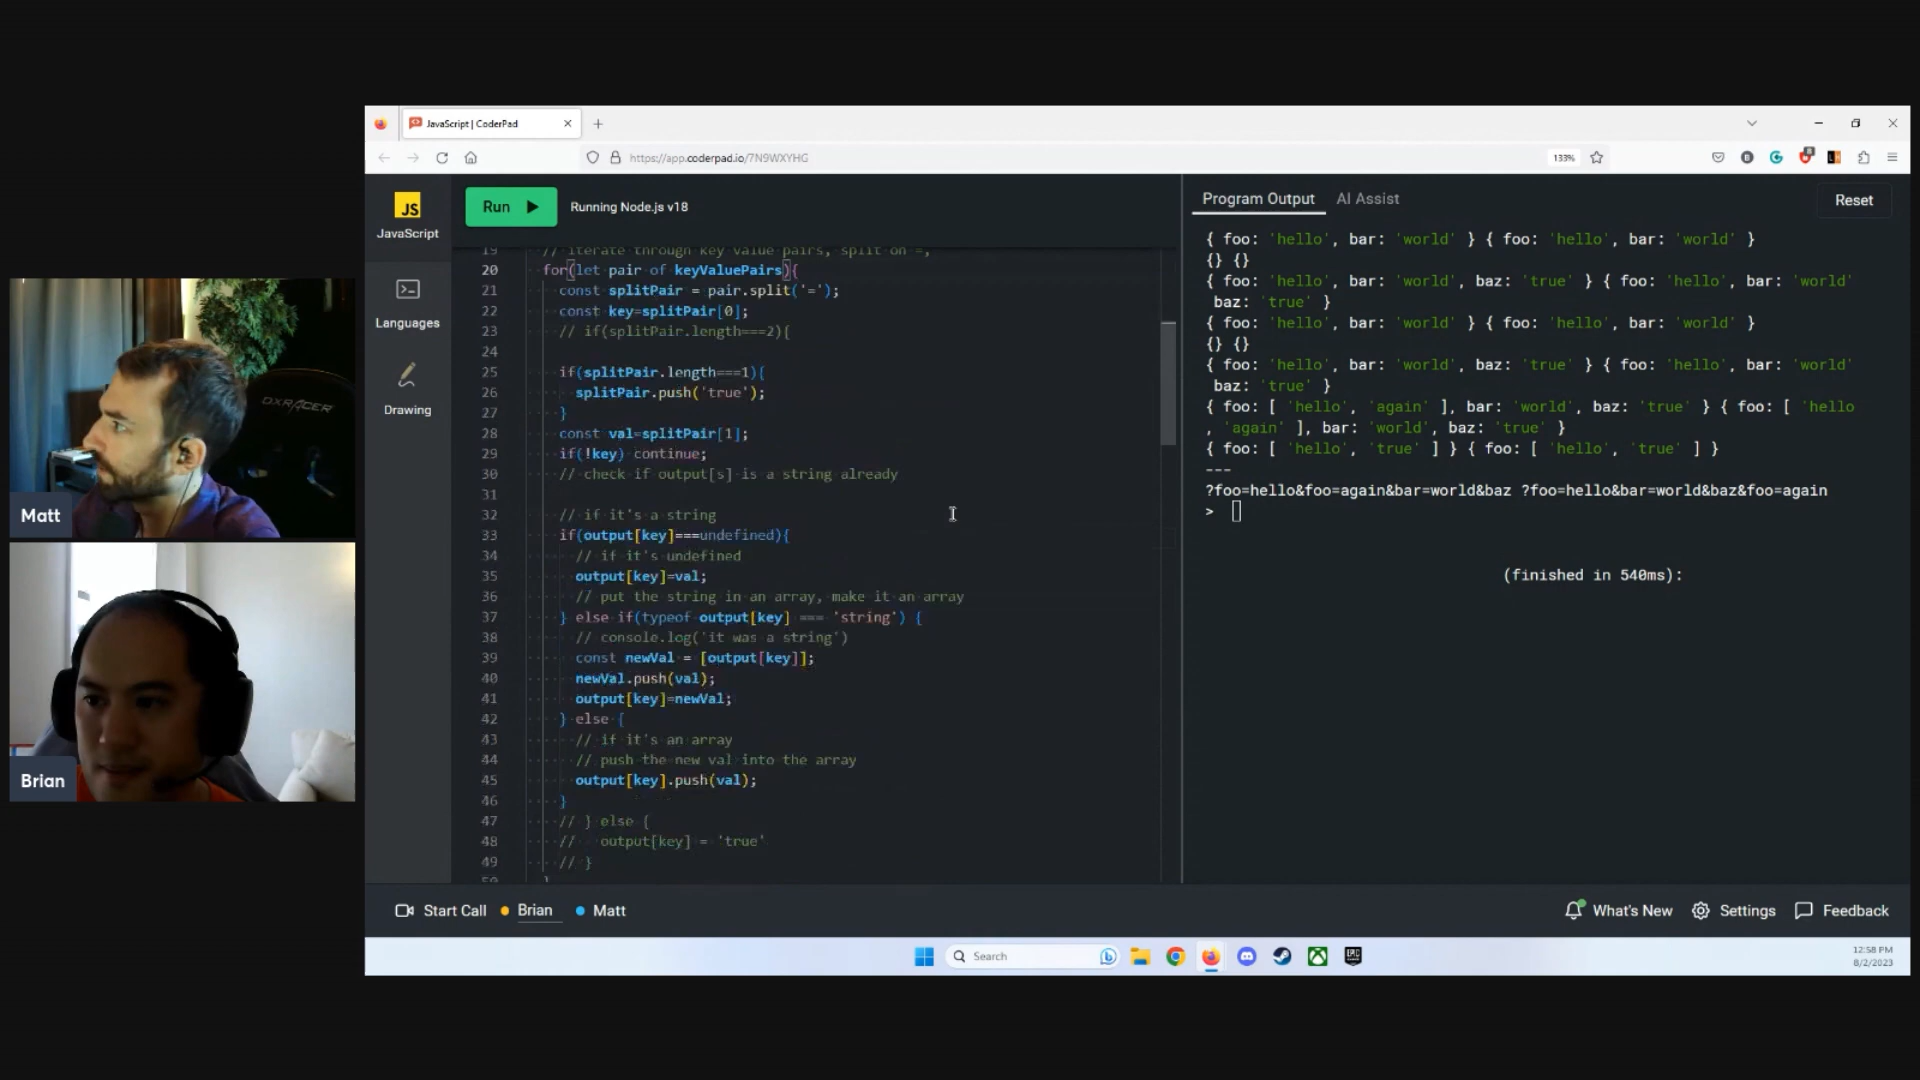 JavaScript | CoderPad
https://app.coderpad.io/7N9WXYHG
133%
JS
JavaScript
Languages
Drawing
Run
Running Node.js v18
19 // iterate through key value pairs, split on =,
20 for(let pair of keyValuePairs){
21 const splitPair = pair.split('=');
22 const key=splitPair[0];
23 // if(splitPair.length===2){
24
25 if(splitPair.length===1){
26 splitPair.push('true');
27 }
28 const val=splitPair[1];
29 if(!key) continue;
30 // check if output[s] is a string already
31
32 // if it's a string
33 if(output[key]===undefined){
34 // if it's undefined
35 output[key]=val;
36 // put the string in an array, make it an array
37 } else if(typeof output[key] === 'string') {
38 // console.log('it was a string')
39 const newVal = [output[key]];
40 newVal.push(val);
41 output[key]=newVal;
42 } else {
43 // if it's an array
44 // push the new val into the array
45 output[key].push(val);
46 }
47 // } else {
48 // output[key] = 'true'
49 // }
50 }
Program Output
AI Assist
Reset
{ foo: 'hello', bar: 'world' } { foo: 'hello', bar: 'world' }
{} {}
{ foo: 'hello', bar: 'world', baz: 'true' } { foo: 'hello', bar: 'world'
baz: 'true' }
{ foo: 'hello', bar: 'world' } { foo: 'hello', bar: 'world' }
{} {}
{ foo: 'hello', bar: 'world', baz: 'true' } { foo: 'hello', bar: 'world'
baz: 'true' }
{ foo: [ 'hello', 'again' ], bar: 'world', baz: 'true' } { foo: [ 'hello
, 'again' ], bar: 'world', baz: 'true' }
{ foo: [ 'hello', 'true' ] } { foo: [ 'hello', 'true' ] }
---
?foo=hello&foo=again&bar=world&baz ?foo=hello&bar=world&baz&foo=again
>
(finished in 540ms):
DXRACER
Matt
Brian
Start Call
Brian
Matt
What's New
Settings
Feedback
Search
EPIC
12:58 PM
8/2/2023